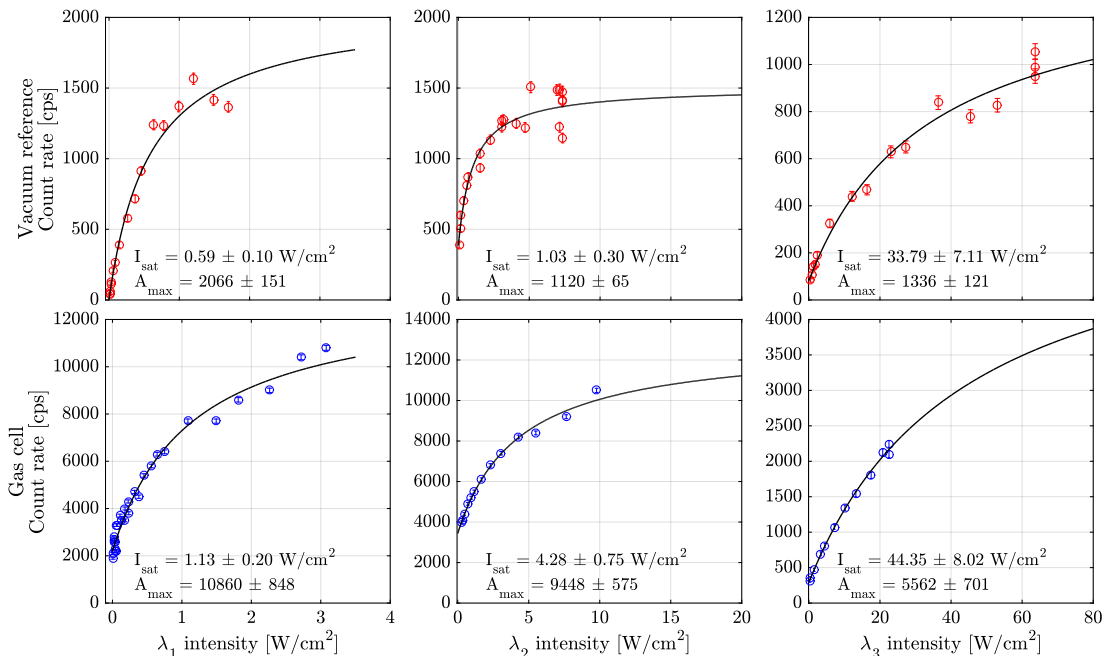 2000
1500
1000
500
0
Vacuum reference
Count rate [cps]
I_sat = 0.59 ± 0.10 W/cm²
A_max = 2066 ± 151
2000
1600
1200
800
400
0
I_sat = 1.03 ± 0.30 W/cm²
A_max = 1120 ± 65
1200
1000
800
600
400
200
0
I_sat = 33.79 ± 7.11 W/cm²
A_max = 1336 ± 121
12000
10000
8000
6000
4000
2000
0
Gas cell
Count rate [cps]
I_sat = 1.13 ± 0.20 W/cm²
A_max = 10860 ± 848
0 1 2 3 4
λ₁ intensity [W/cm²]
14000
12000
10000
8000
6000
4000
2000
0
I_sat = 4.28 ± 0.75 W/cm²
A_max = 9448 ± 575
0 5 10 15 20
λ₂ intensity [W/cm²]
4000
3500
3000
2500
2000
1500
1000
500
0
I_sat = 44.35 ± 8.02 W/cm²
A_max = 5562 ± 701
0 20 40 60 80
λ₃ intensity [W/cm²]